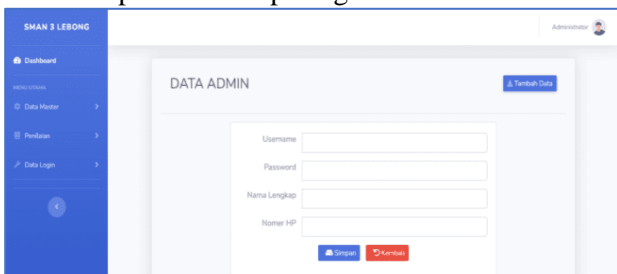 SMAN 3 LEBONG
Administrator
Dashboard
MENU UTAMA
Data Master
Penilaian
Data Login
DATA ADMIN
Tambah Data
Username
Password
Nama Lengkap
Nomer HP
Simpan
Kembali